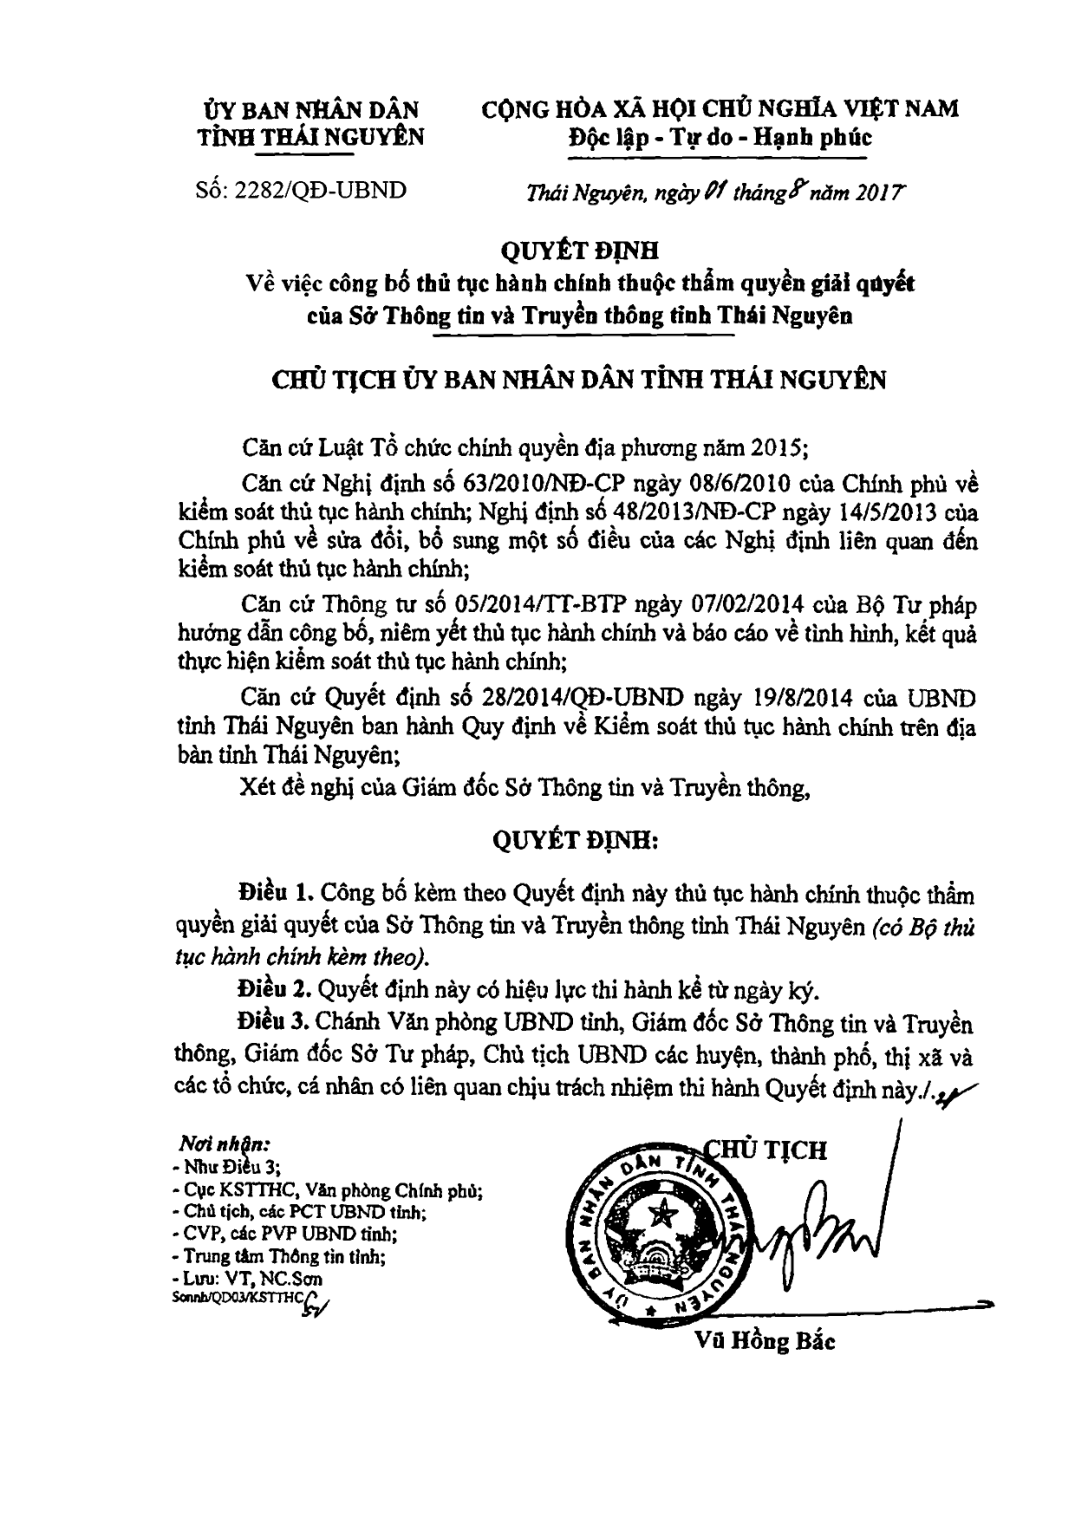 ỦY BAN NHÂN DÂN
TỈNH THÁI NGUYÊN
CỘNG HÒA XÃ HỘI CHỦ NGHĨA VIỆT NAM
Độc lập - Tự do - Hạnh phúc
Số: 2282/QĐ-UBND
Thái Nguyên, ngày 01 tháng 8 năm 2017
QUYẾT ĐỊNH
Về việc công bố thủ tục hành chính thuộc thẩm quyền giải quyết
của Sở Thông tin và Truyền thông tỉnh Thái Nguyên
CHỦ TỊCH ỦY BAN NHÂN DÂN TỈNH THÁI NGUYÊN
Căn cứ Luật Tổ chức chính quyền địa phương năm 2015;
Căn cứ Nghị định số 63/2010/NĐ-CP ngày 08/6/2010 của Chính phủ về
kiểm soát thủ tục hành chính; Nghị định số 48/2013/NĐ-CP ngày 14/5/2013 của
Chính phủ về sửa đổi, bổ sung một số điều của các Nghị định liên quan đến
kiểm soát thủ tục hành chính;
Căn cứ Thông tư số 05/2014/TT-BTP ngày 07/02/2014 của Bộ Tư pháp
hướng dẫn công bố, niêm yết thủ tục hành chính và báo cáo về tình hình, kết quả
thực hiện kiểm soát thủ tục hành chính;
Căn cứ Quyết định số 28/2014/QĐ-UBND ngày 19/8/2014 của UBND
tỉnh Thái Nguyên ban hành Quy định về Kiểm soát thủ tục hành chính trên địa
bàn tỉnh Thái Nguyên;
Xét đề nghị của Giám đốc Sở Thông tin và Truyền thông,
QUYẾT ĐỊNH:
Điều 1. Công bố kèm theo Quyết định này thủ tục hành chính thuộc thẩm
quyền giải quyết của Sở Thông tin và Truyền thông tỉnh Thái Nguyên (có Bộ thủ
tục hành chính kèm theo).
Điều 2. Quyết định này có hiệu lực thi hành kể từ ngày ký.
Điều 3. Chánh Văn phòng UBND tỉnh, Giám đốc Sở Thông tin và Truyền
thông, Giám đốc Sở Tư pháp, Chủ tịch UBND các huyện, thành phố, thị xã và
các tổ chức, cá nhân có liên quan chịu trách nhiệm thi hành Quyết định này./.
Nơi nhận:
- Như Điều 3;
- Cục KSTTHC, Văn phòng Chính phủ;
- Chủ tịch, các PCT UBND tỉnh;
- CVP, các PVP UBND tỉnh;
- Trung tâm Thông tin tỉnh;
- Lưu: VT, NC.Sơn
Sonnb/QD03/KSTTHC
CHỦ TỊCH
ỦY BAN NHÂN DÂN TỈNH THÁI NGUYÊN
Vũ Hồng Bắc